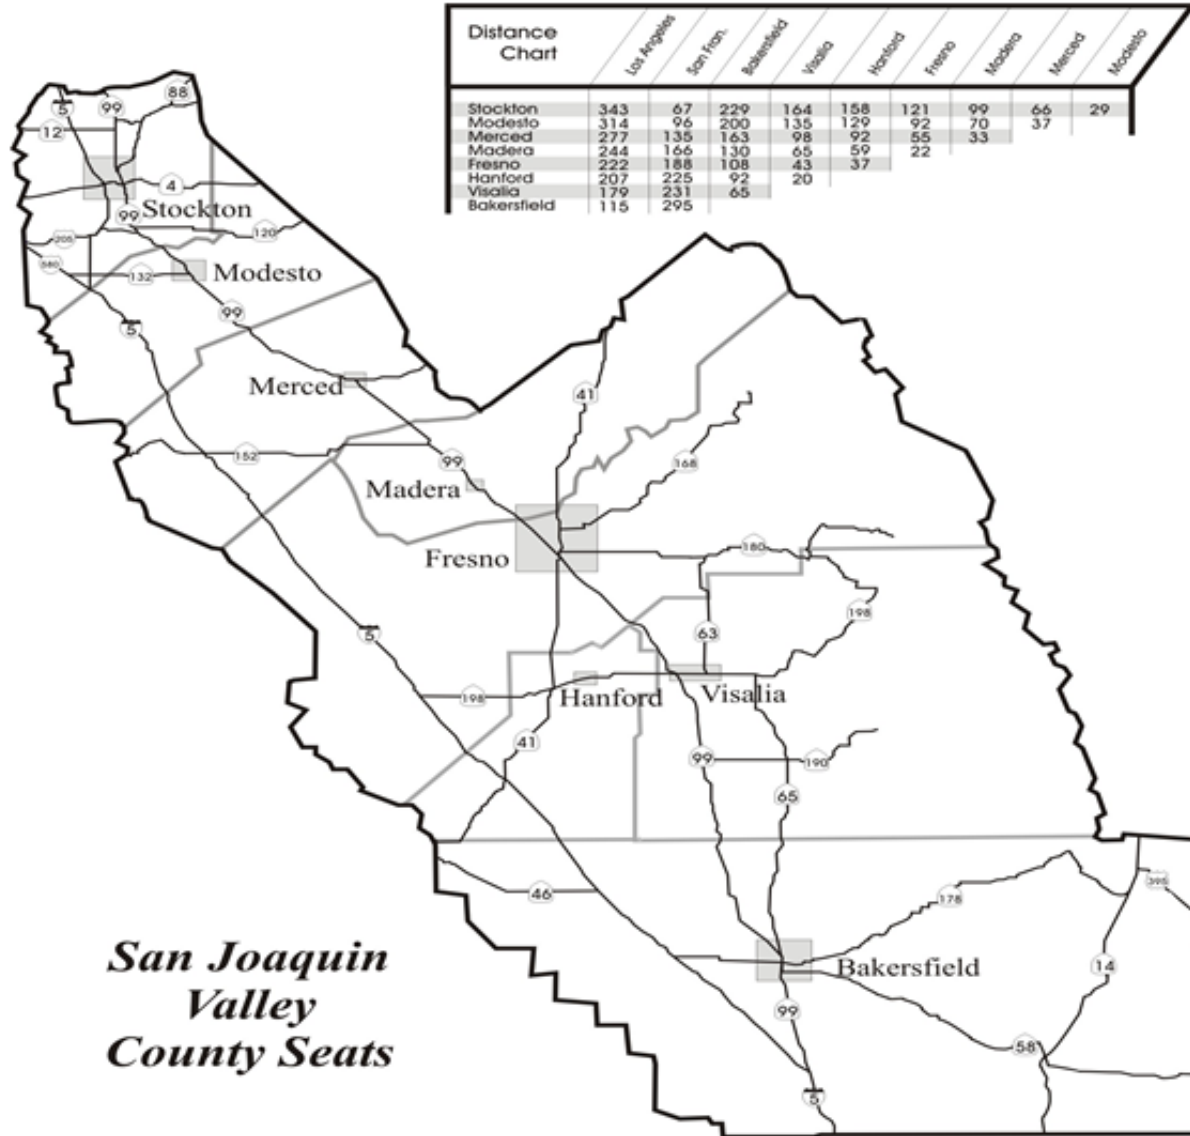 Distance
Chart
Los Angeles San Fran. Bakersfield Visalia Hanford Fresno Madera Merced Modesto
Stockton 343 67 229 164 158 121 99 66 29
Modesto 314 96 200 135 129 92 70 37
Merced 277 135 163 98 92 55 33
Madera 244 166 130 65 59 22
Fresno 222 188 108 43 37
Hanford 207 225 92 20
Visalia 179 231 65
Bakersfield 115 295
88
5 99
12
4
99 Stockton
205 120
580 132 Modesto
99
5
Merced
41
152 99 168
Madera
Fresno 180
198
5 63
198 Hanford Visalia
41 99 190
65
46 178 395
San Joaquin
Valley
County Seats
Bakersfield 14
99
58
5